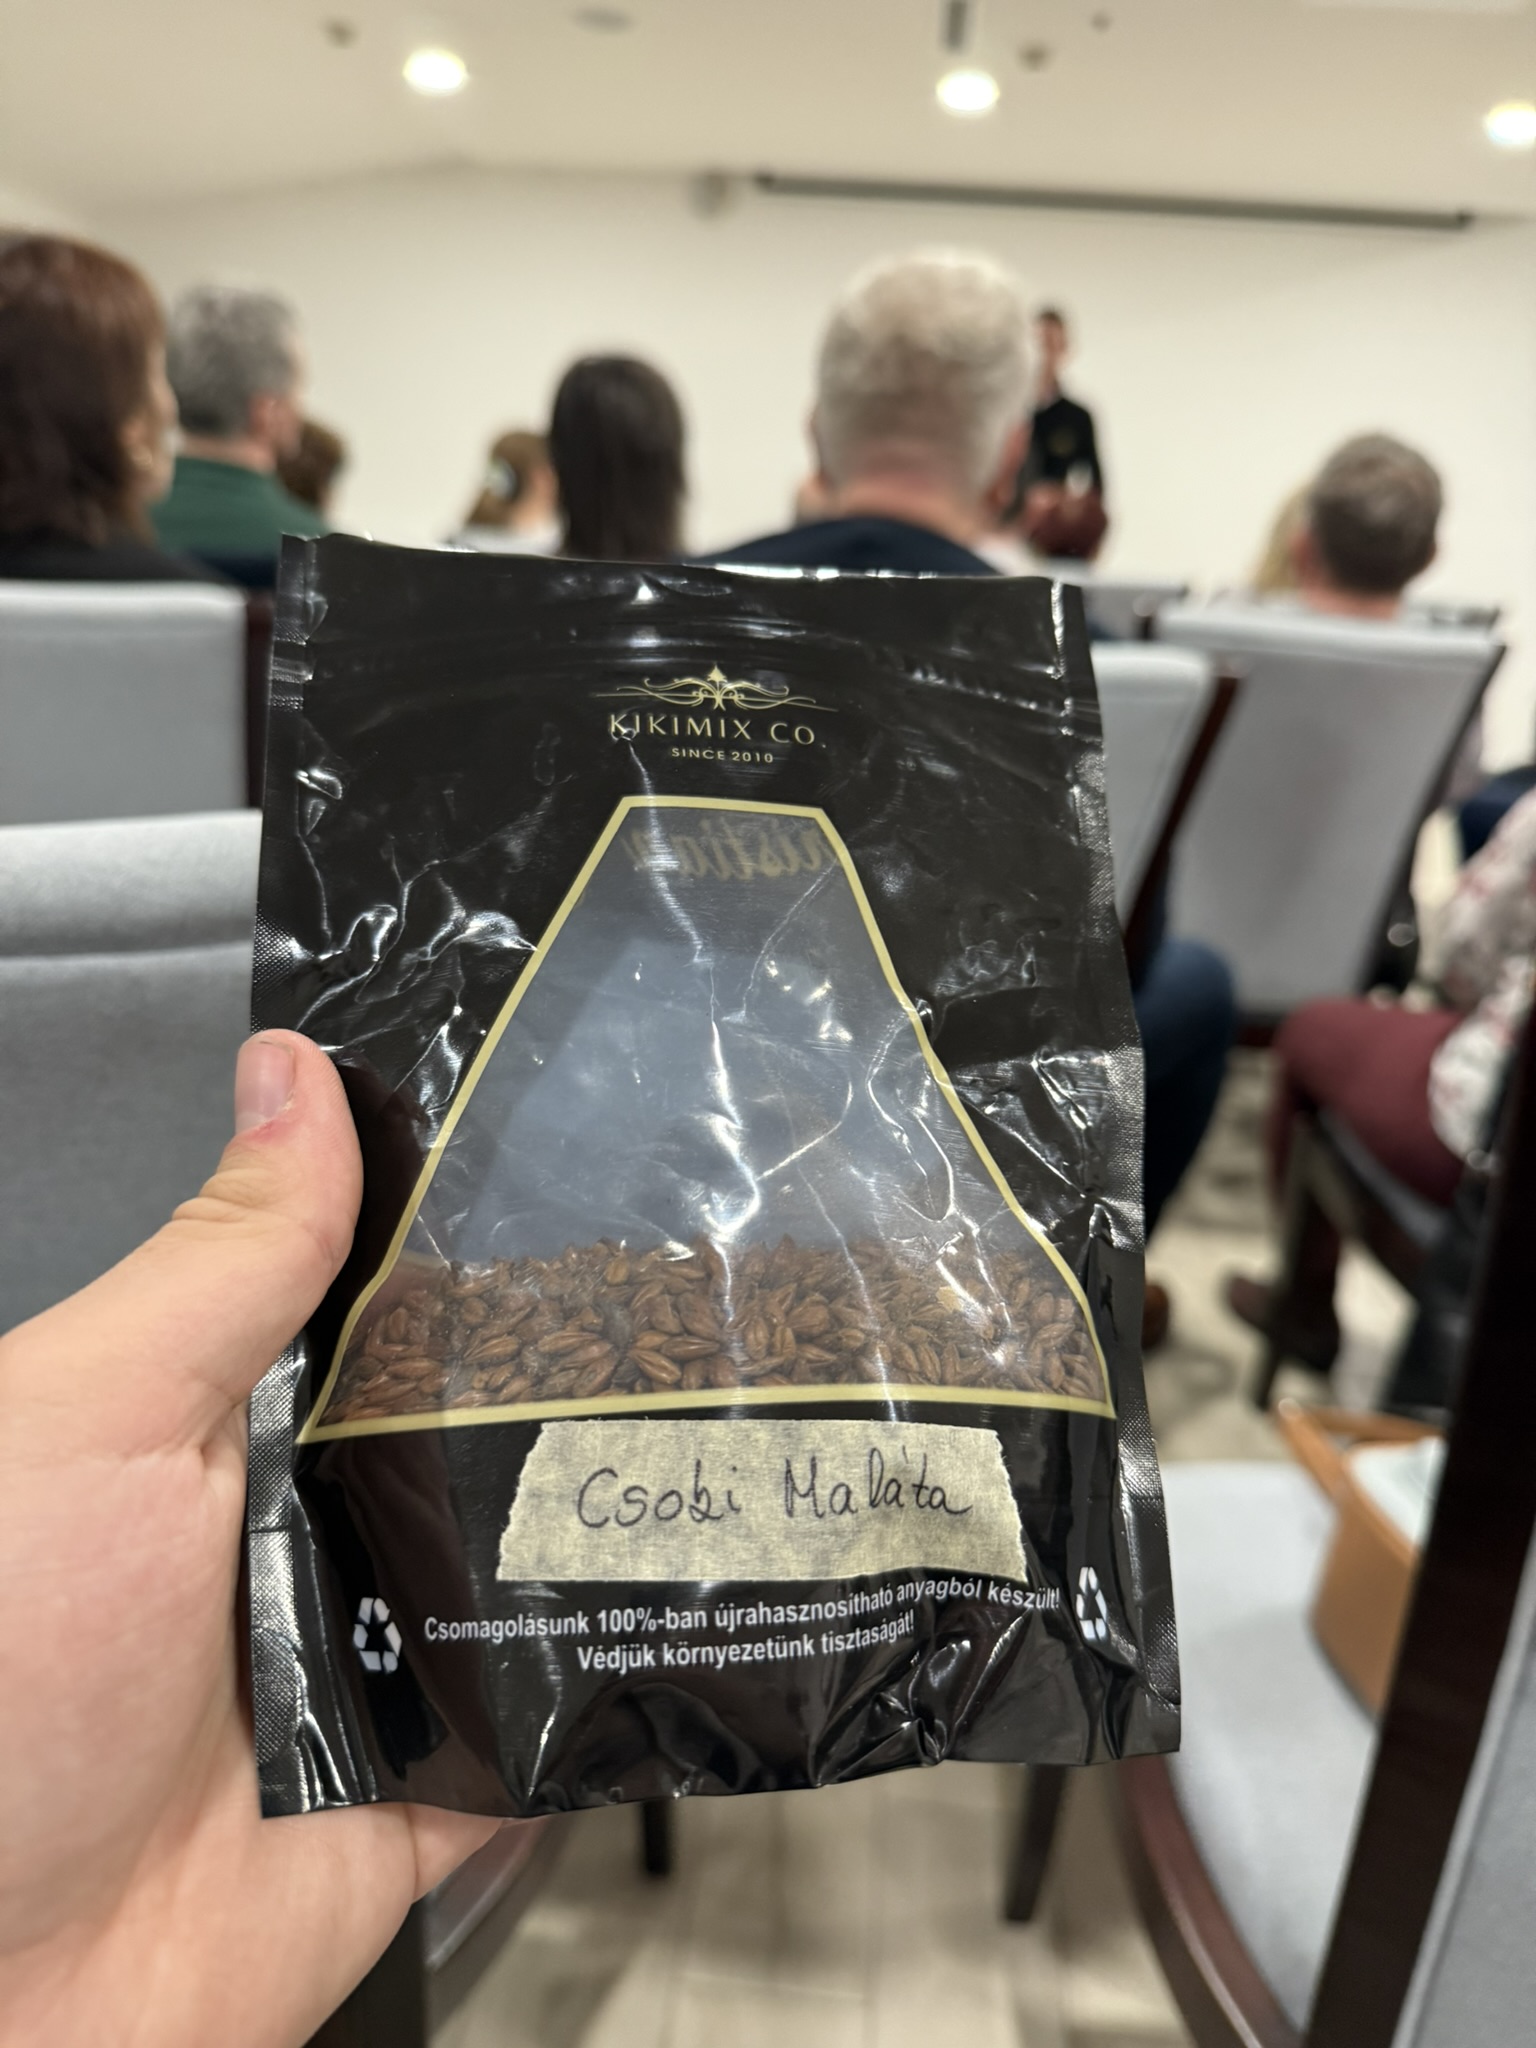 KIKIMIX CO.
SINCE 2010
Csobi Maláta
Csomagolásunk 100%-ban újrahasznosítható anyagból készült!
Védjük környezetünk tisztaságát!